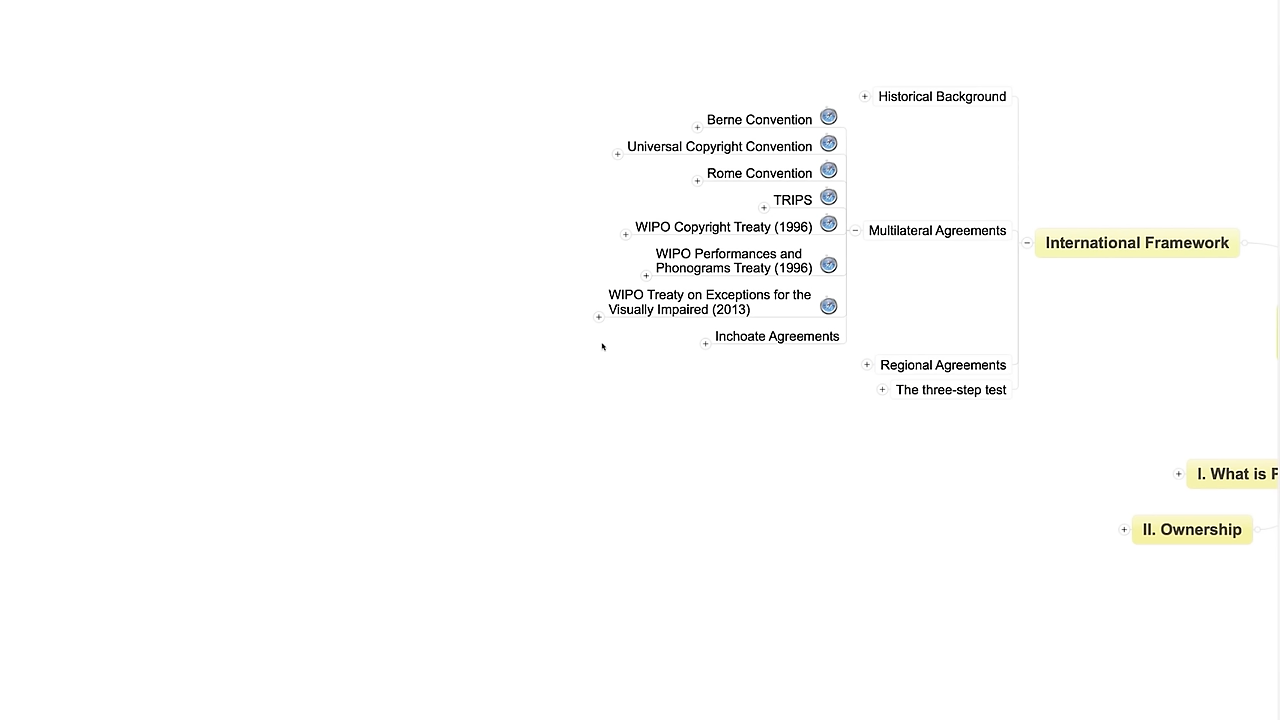 Historical Background
Berne Convention
Universal Copyright Convention
Rome Convention
TRIPS
WIPO Copyright Treaty (1996)
Multilateral Agreements
International Framework
WIPO Performances and
Phonograms Treaty (1996)
WIPO Treaty on Exceptions for the
Visually Impaired (2013)
Inchoate Agreements
Regional Agreements
The three-step test
I. What is
II. Ownership